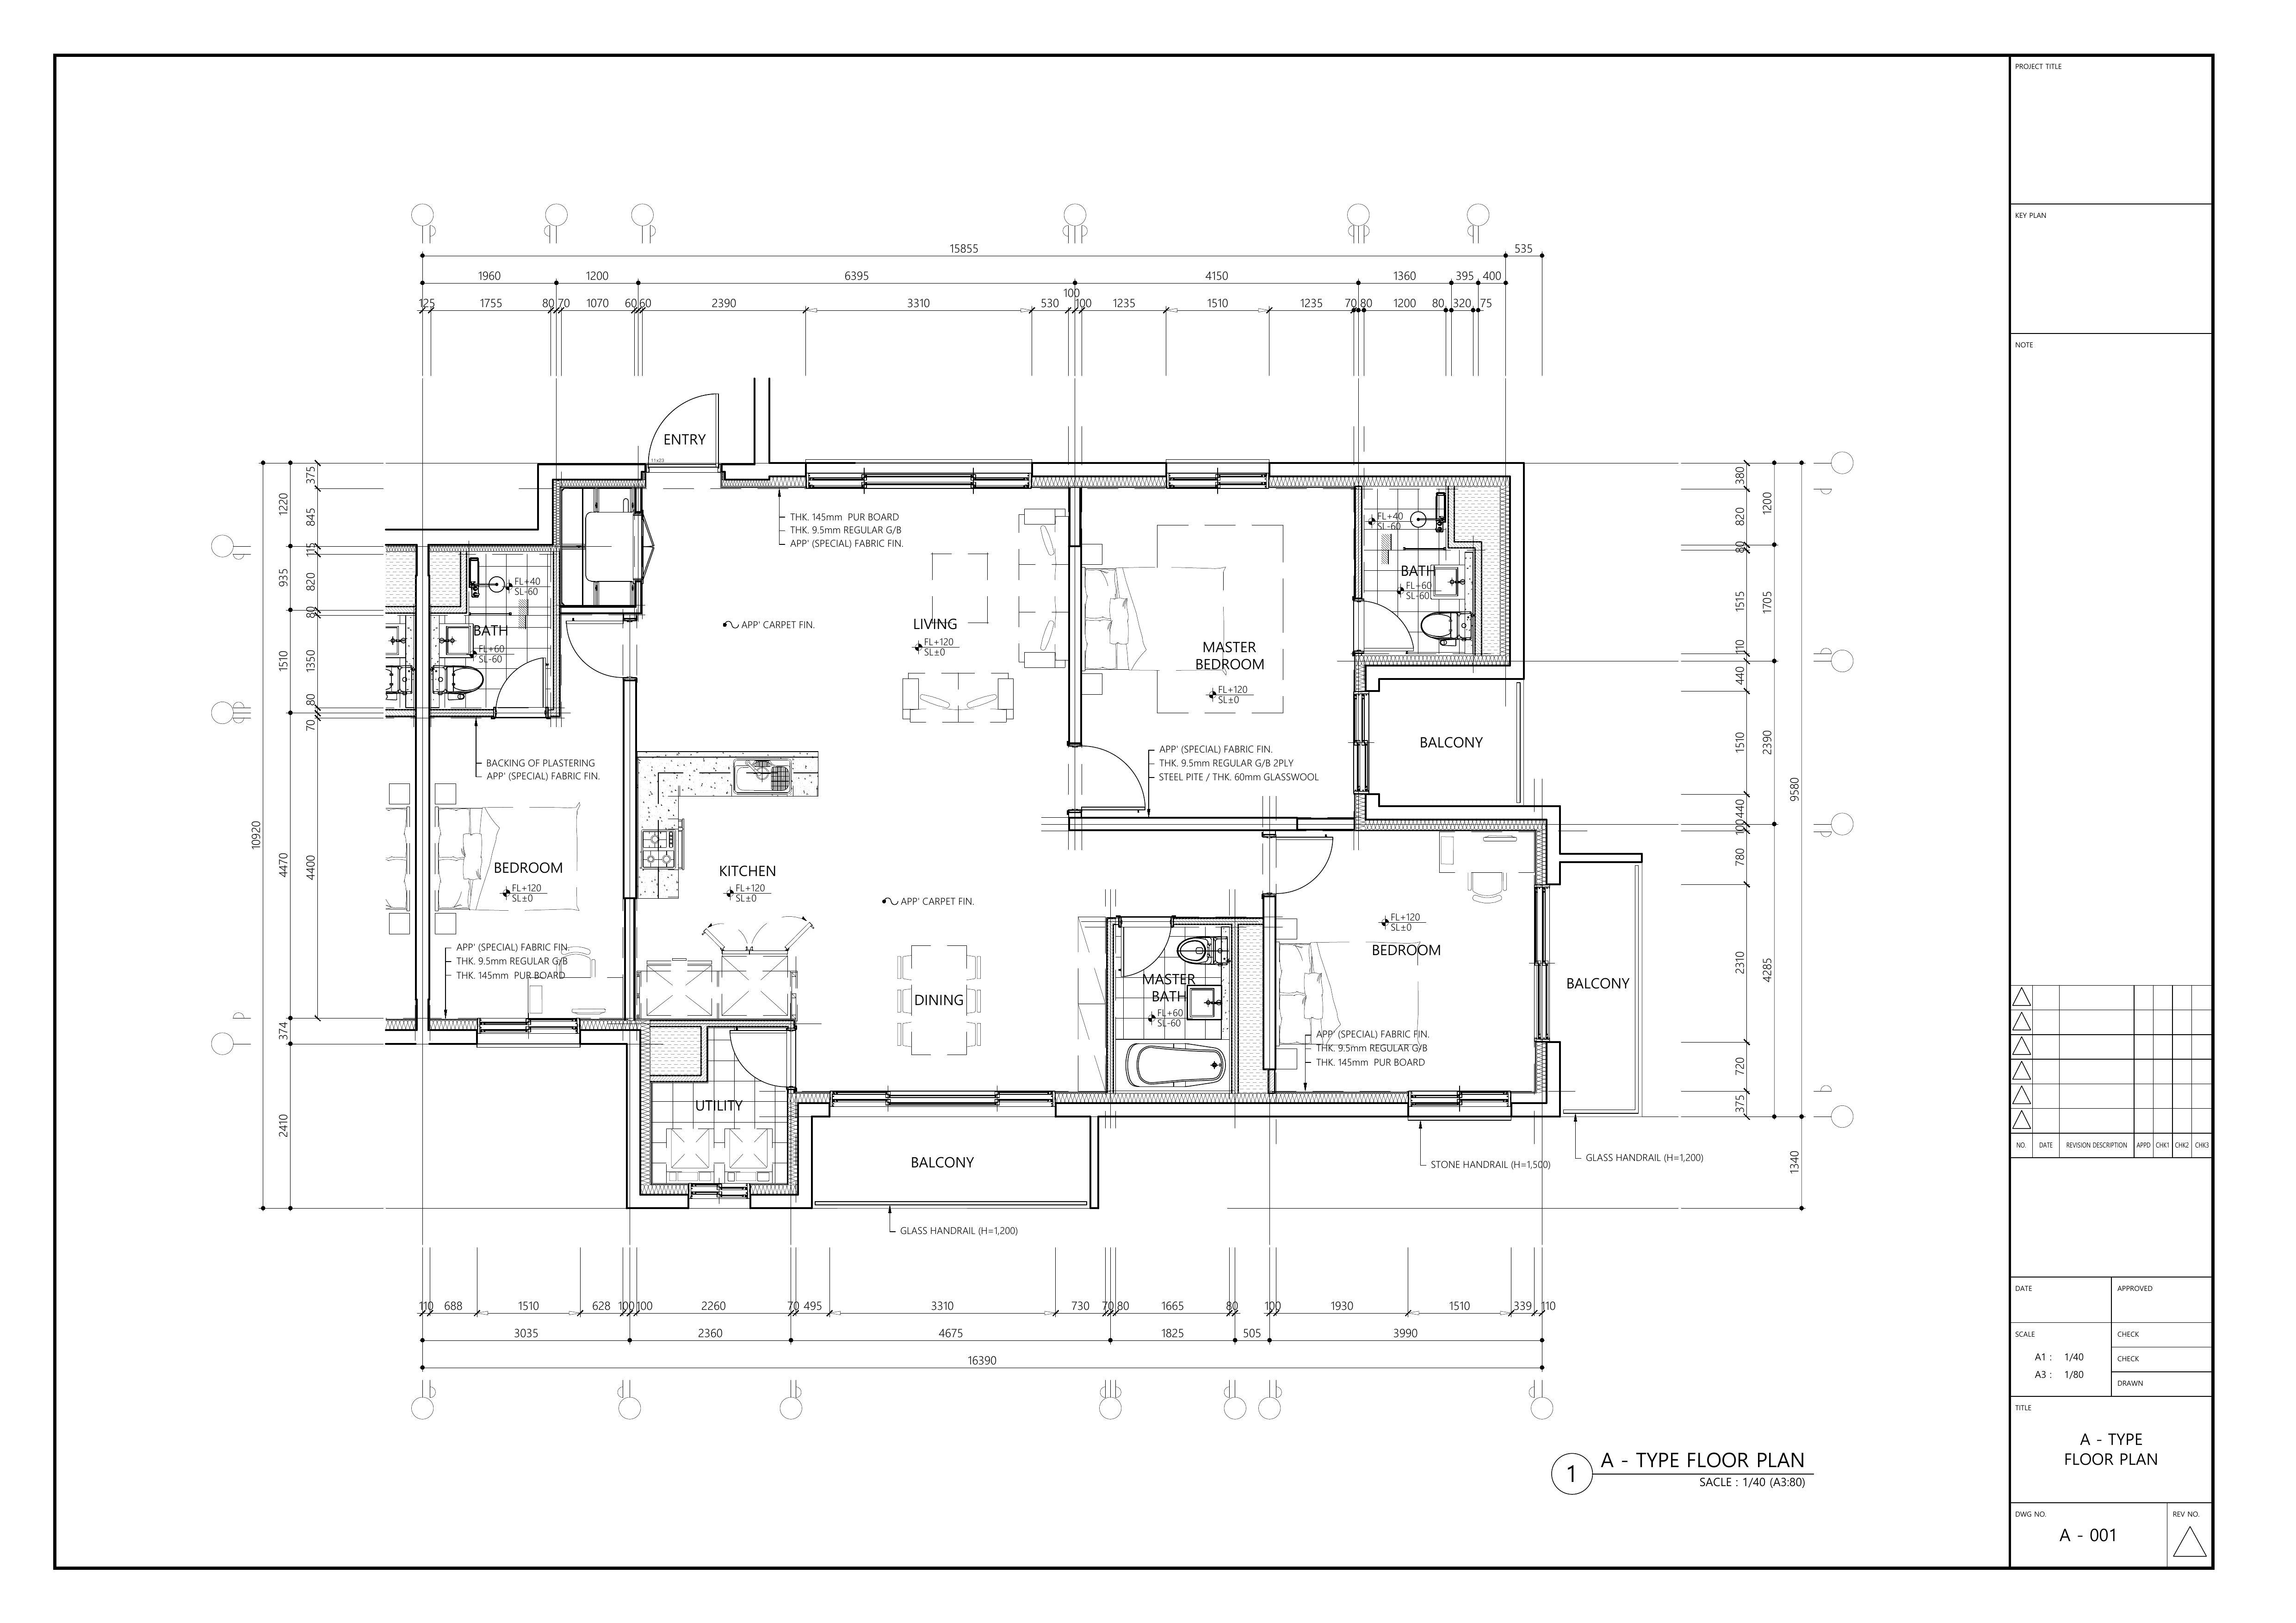 PROJECT TITLE
KEY PLAN
NOTE
15855 535
1960 1200 6395 4150 1360 395 400
125 1755 80 70 1070 60 60 2390 3310 530 100 100 1235 1510 1235 70 80 1200 80 320 75
ENTRY
11x23
THK. 145mm PUR BOARD
THK. 9.5mm REGULAR G/B
APP' (SPECIAL) FABRIC FIN.
FL+40
SL-60
BATH
FL+60
SL-60
FL+40
SL-60
BATH
FL+60
SL-60
APP' CARPET FIN.
LIVING
FL+120
SL±0
MASTER
BEDROOM
FL+120
SL±0
BACKING OF PLASTERING
APP' (SPECIAL) FABRIC FIN.
APP' (SPECIAL) FABRIC FIN.
THK. 9.5mm REGULAR G/B 2PLY
STEEL PITE / THK. 60mm GLASSWOOL
BALCONY
BEDROOM
FL+120
SL±0
KITCHEN
FL+120
SL±0
APP' CARPET FIN.
FL+120
SL±0
BEDROOM
APP' (SPECIAL) FABRIC FIN.
THK. 9.5mm REGULAR G/B
THK. 145mm PUR BOARD
DINING
MASTER
BATH
FL+60
SL-60
BALCONY
APP' (SPECIAL) FABRIC FIN.
THK. 9.5mm REGULAR G/B
THK. 145mm PUR BOARD
UTILITY
BALCONY
STONE HANDRAIL (H=1,500)
GLASS HANDRAIL (H=1,200)
GLASS HANDRAIL (H=1,200)
10920
1220 935 1510 4470 374 2410
375 845 115 820 80 1350 80 70 4400
380 820 80 1515 110 440 1510 440 100 780 2310 720 375
1200 1705 2390 4285
9580 1340
110 688 1510 628 100 100 2260 70 495 3310 730 70 80 1665 80 100 1930 1510 339 110
3035 2360 4675 1825 505 3990
16390
1 A - TYPE FLOOR PLAN
SACLE : 1/40 (A3:80)
NO. DATE REVISION DESCRIPTION APPD CHK1 CHK2 CHK3
DATE APPROVED
SCALE CHECK
A1 : 1/40
CHECK
A3 : 1/80
DRAWN
TITLE
A - TYPE
FLOOR PLAN
DWG NO. REV NO.
A - 001